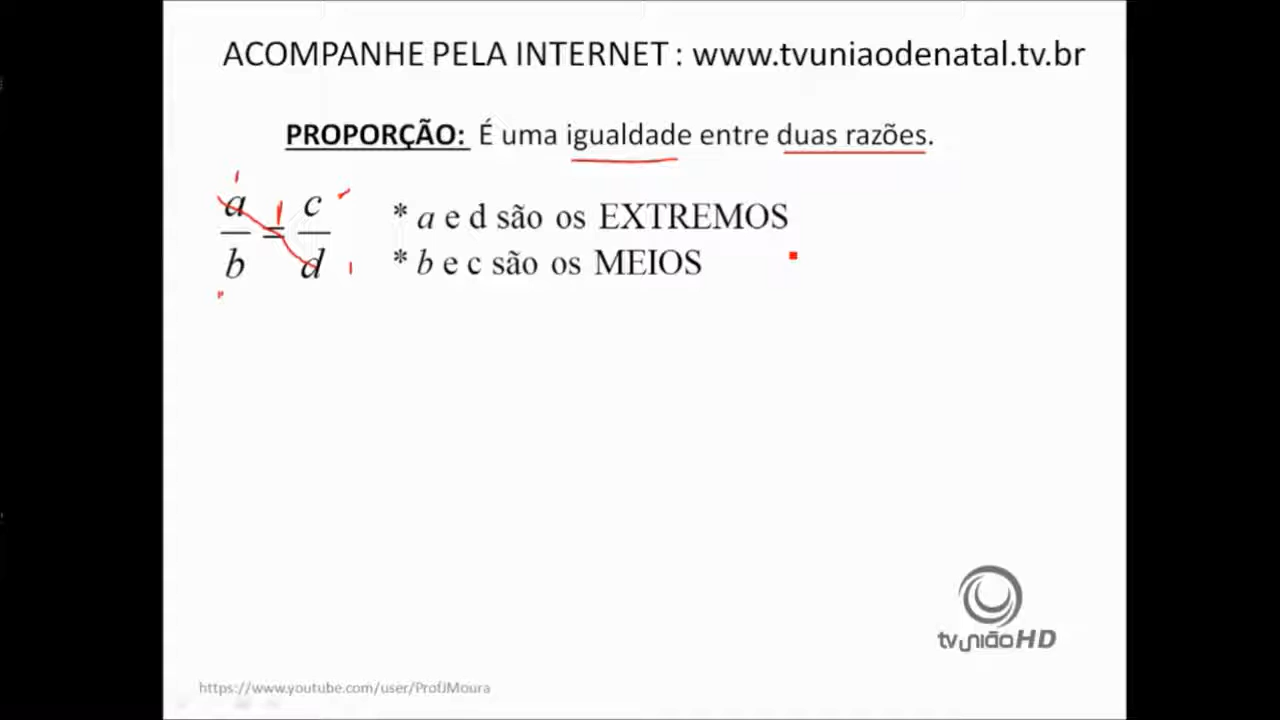 ACOMPANHE PELA INTERNET : www.tvuniaodenatal.tv.br
PROPORÇÃO: É uma igualdade entre duas razões.
a/b = c/d
* a e d são os EXTREMOS
* b e c são os MEIOS
tv união HD
https://www.youtube.com/user/ProfJMoura